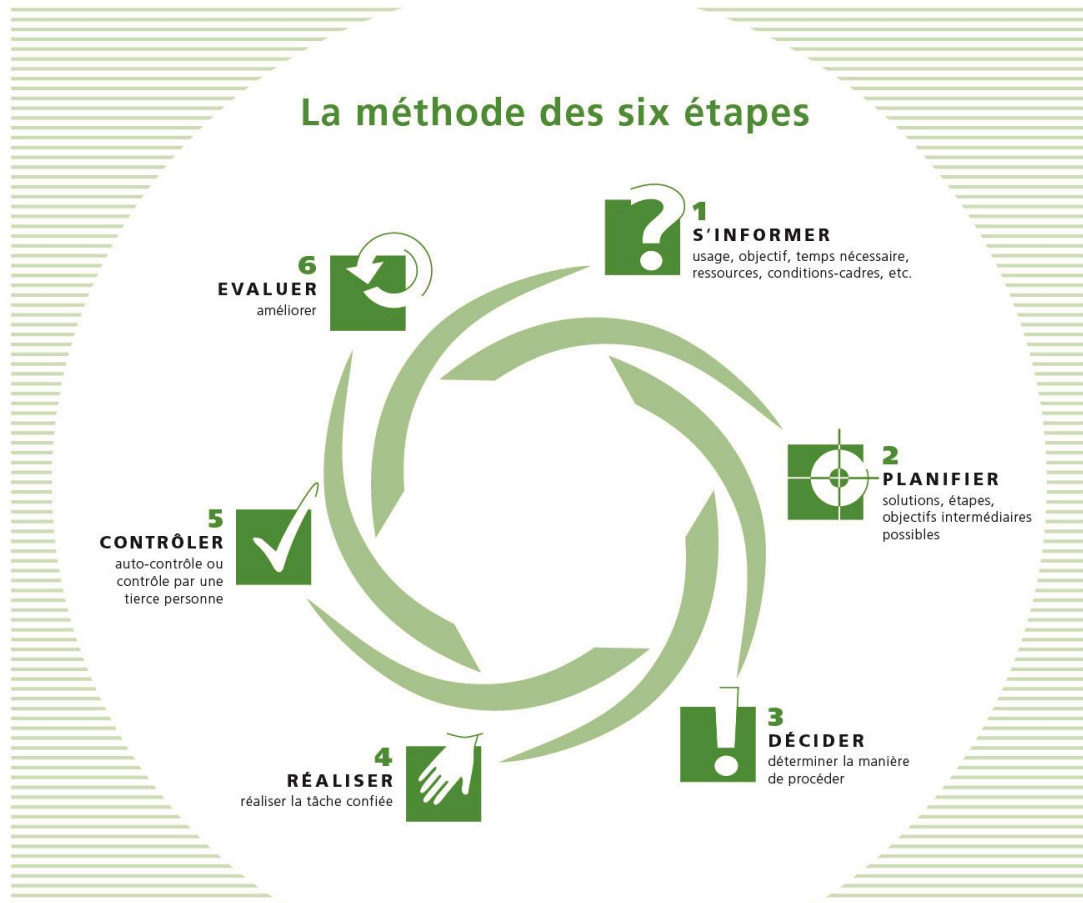 La méthode des six étapes
1
S'INFORMER
usage, objectif, temps nécessaire,
ressources, conditions-cadres, etc.
2
PLANIFIER
solutions, étapes,
objectifs intermédiaires
possibles
3
DÉCIDER
déterminer la manière
de procéder
4
RÉALISER
réaliser la tâche confiée
5
CONTRÔLER
auto-contrôle ou
contrôle par une
tierce personne
6
EVALUER
améliorer